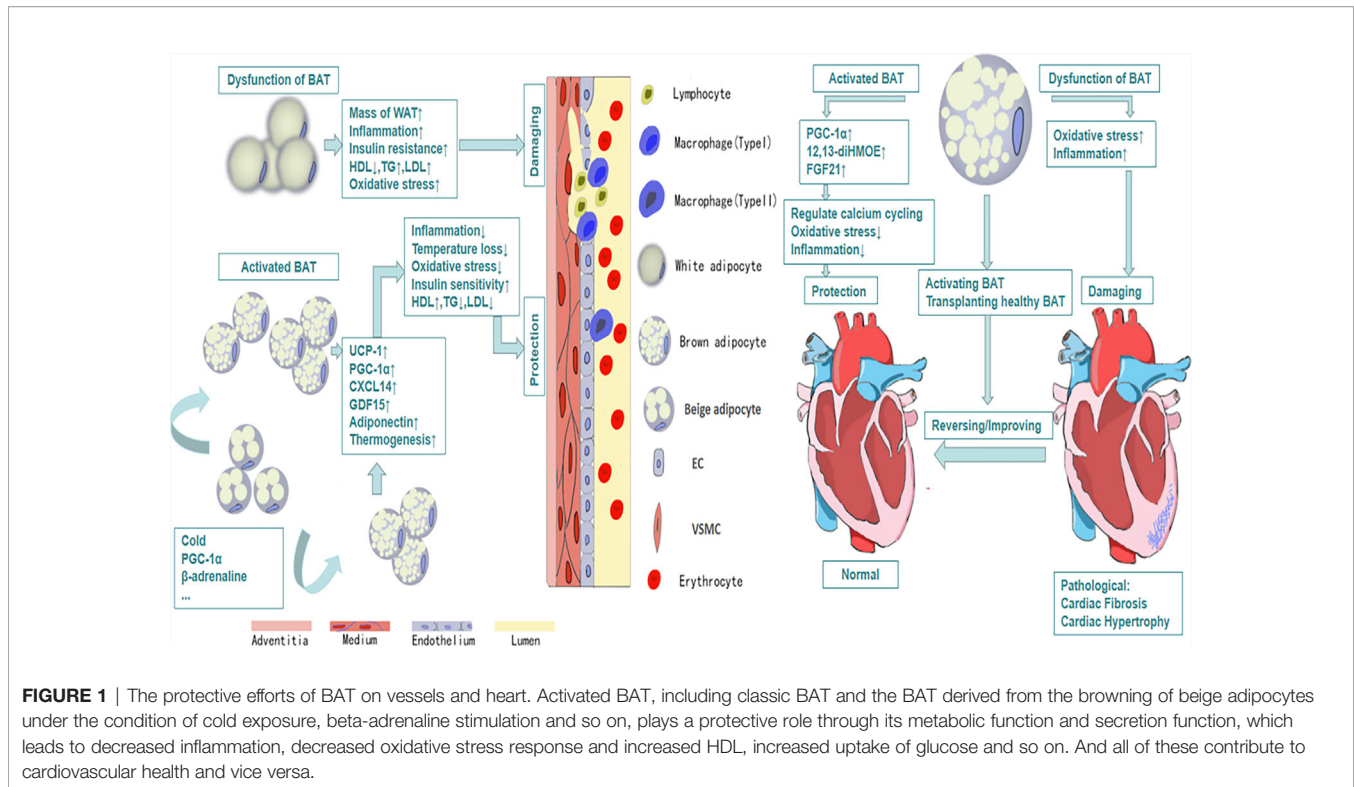 Dysfunction of BAT
Mass of WAT↑
Inflammation↑
Insulin resistance↑
HDL↓,TG↑,LDL↑
Oxidative stress↑
Damaging
Activated BAT
Inflammation↓
Temperature loss↓
Oxidative stress↓
Insulin sensitivity↑
HDL↑,TG↓,LDL↓
Protection
UCP-1↑
PGC-1α↑
CXCL14↑
GDF15↑
Adiponectin↑
Thermogenesis↑
Cold
PGC-1α
β-adrenaline
...
Adventitia
Medium
Endothelium
Lumen
Lymphocyte
Macrophage(TypeI)
Macrophage(TypeII)
White adipocyte
Brown adipocyte
Beige adipocyte
EC
VSMC
Erythrocyte
Activated BAT
PGC-1α↑
12,13-diHMOE↑
FGF21↑
Regulate calcium cycling
Oxidative stress↓
Inflammation↓
Protection
Normal
Activating BAT
Transplanting healthy BAT
Reversing/Improving
Dysfunction of BAT
Oxidative stress↑
Inflammation↑
Damaging
Pathological:
Cardiac Fibrosis
Cardiac Hypertrophy
FIGURE 1 | The protective efforts of BAT on vessels and heart. Activated BAT, including classic BAT and the BAT derived from the browning of beige adipocytes
under the condition of cold exposure, beta-adrenaline stimulation and so on, plays a protective role through its metabolic function and secretion function, which
leads to decreased inflammation, decreased oxidative stress response and increased HDL, increased uptake of glucose and so on. And all of these contribute to
cardiovascular health and vice versa.